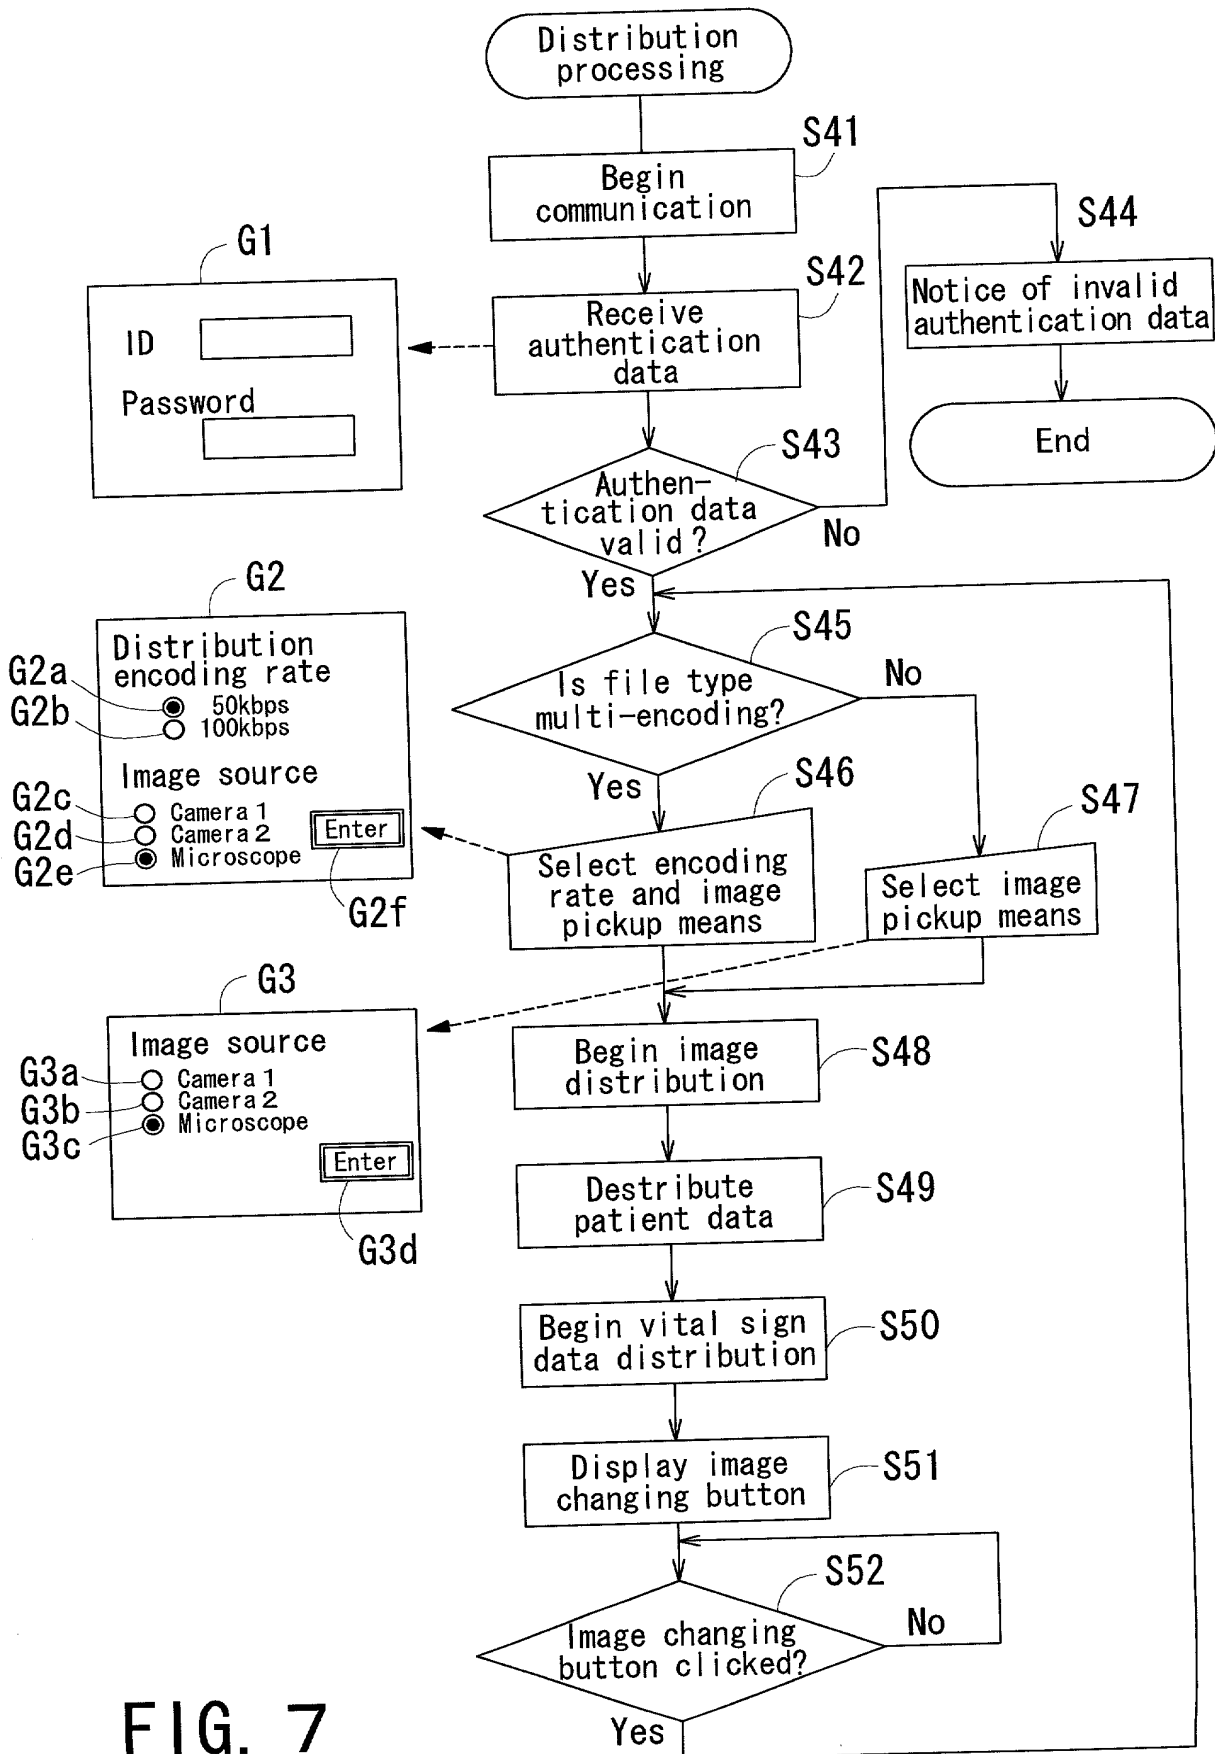 Distribution
processing
S41
Begin
communication
S44
Notice of invalid
authentication data
End
G1
ID
Password
S42
Receive
authentication
data
S43
Authen-
tication data
valid?
No
Yes
G2
Distribution
encoding rate
G2a
50kbps
G2b
100kbps
Image source
G2c
Camera 1
G2d
Camera 2
G2e
Microscope
Enter
G2f
S45
Is file type
multi-encoding?
No
Yes
S46
Select encoding
rate and image
pickup means
S47
Select image
pickup means
G3
Image source
G3a
Camera 1
G3b
Camera 2
G3c
Microscope
Enter
G3d
S48
Begin image
distribution
S49
Destribute
patient data
S50
Begin vital sign
data distribution
S51
Display image
changing button
S52
Image changing
button clicked?
No
Yes
FIG. 7